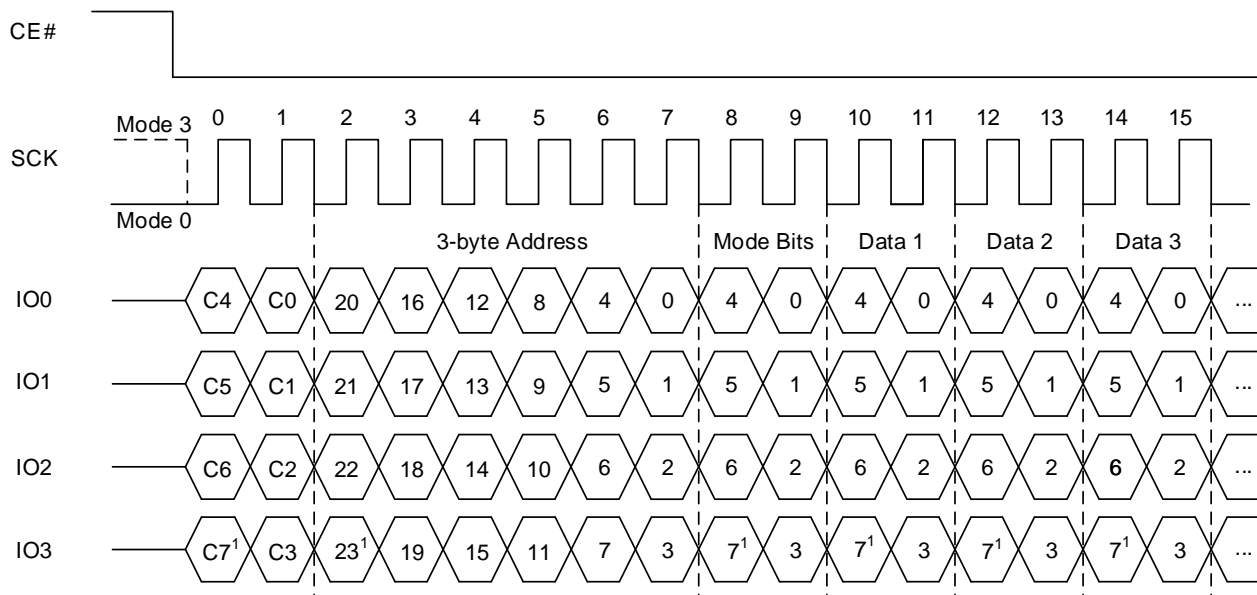 CE#
Mode 3 0 1 2 3 4 5 6 7 8 9 10 11 12 13 14 15
SCK
Mode 0
3-byte Address Mode Bits Data 1 Data 2 Data 3
IO0 C4 C0 20 16 12 8 4 0 4 0 4 0 4 0 4 0 ...
IO1 C5 C1 21 17 13 9 5 1 5 1 5 1 5 1 5 1 ...
IO2 C6 C2 22 18 14 10 6 2 6 2 6 2 6 2 6 2 ...
IO3 C7¹ C3 23¹ 19 15 11 7 3 7¹ 3 7¹ 3 7¹ 3 7¹ 3 ...